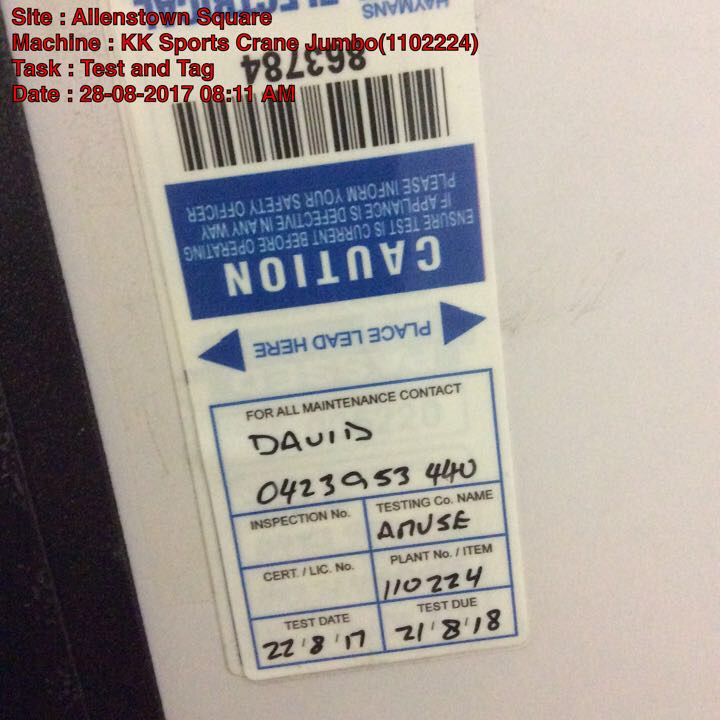 Site : Allenstown Square
Machine : KK Sports Crane Jumbo(1102224)
Task : Test and Tag
Date : 28-08-2017 08:11 AM
HAYMANS
ELECTRICAL
863784
PLEASE INFORM YOUR SAFETY OFFICER
IF APPLIANCE IS DEFECTIVE IN ANY WAY
ENSURE TEST IS CURRENT BEFORE OPERATING
CAUTION
PLACE LEAD HERE
FOR ALL MAINTENANCE CONTACT
DAVID
0423953 440
INSPECTION No.
TESTING Co. NAME
AMUSE
CERT. / LIC. No.
PLANT No. / ITEM
110224
TEST DATE
22/8/17
TEST DUE
21/8/18